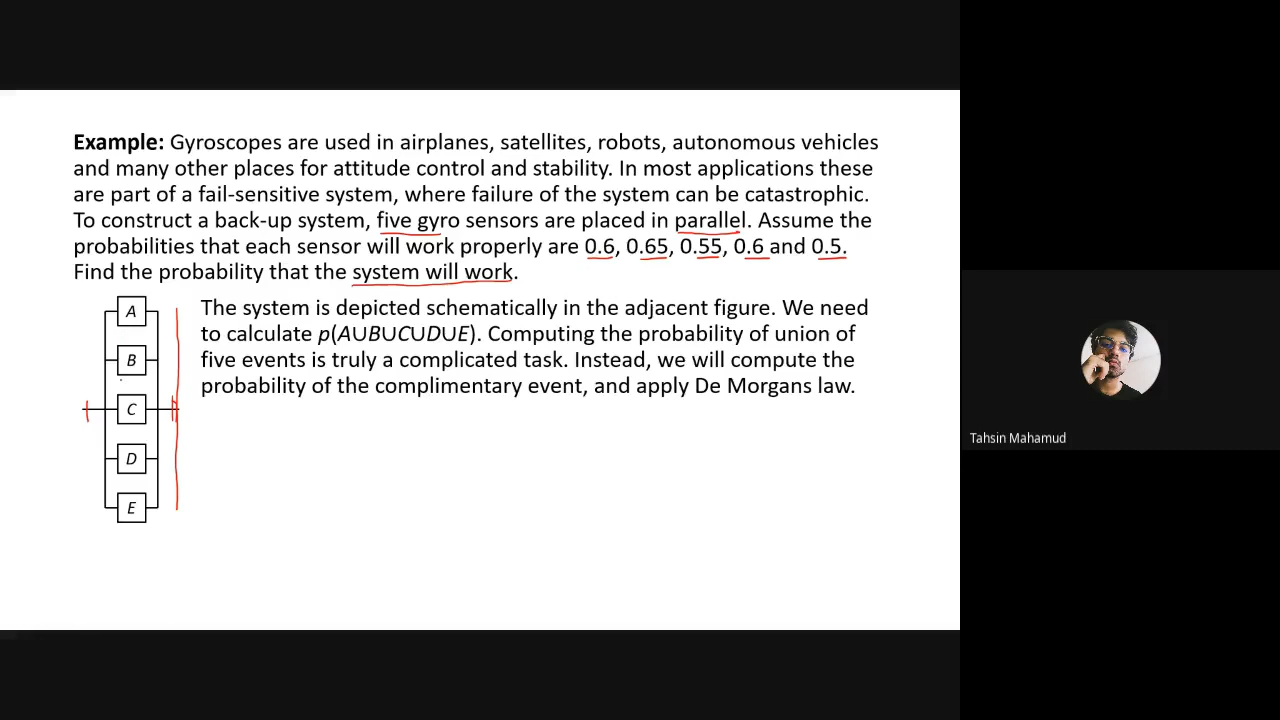 Example: Gyroscopes are used in airplanes, satellites, robots, autonomous vehicles
and many other places for attitude control and stability. In most applications these
are part of a fail-sensitive system, where failure of the system can be catastrophic.
To construct a back-up system, five gyro sensors are placed in parallel. Assume the
probabilities that each sensor will work properly are 0.6, 0.65, 0.55, 0.6 and 0.5.
Find the probability that the system will work.
A
B
C
D
E
The system is depicted schematically in the adjacent figure. We need
to calculate p(A∪B∪C∪D∪E). Computing the probability of union of
five events is truly a complicated task. Instead, we will compute the
probability of the complimentary event, and apply De Morgans law.
Tahsin Mahamud